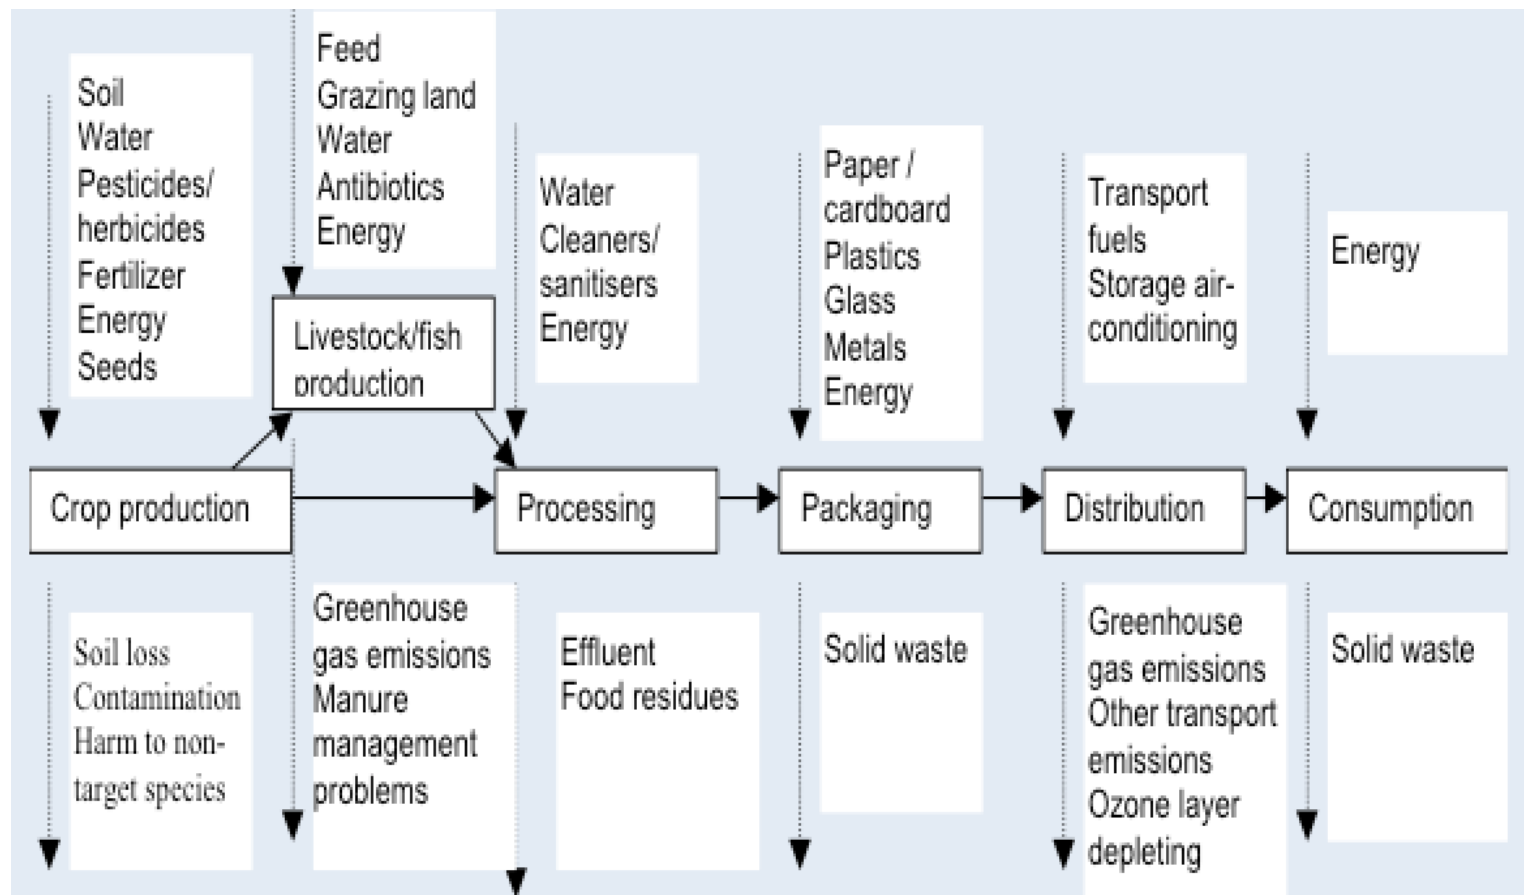 Soil
Water
Pesticides/
herbicides
Fertilizer
Energy
Seeds
Feed
Grazing land
Water
Antibiotics
Energy
Water
Cleaners/
sanitisers
Energy
Paper /
cardboard
Plastics
Glass
Metals
Energy
Transport
fuels
Storage air-
conditioning
Energy
Livestock/fish
production
Crop production
Processing
Packaging
Distribution
Consumption
Soil loss
Contamination
Harm to non-
target species
Greenhouse
gas emissions
Manure
management
problems
Effluent
Food residues
Solid waste
Greenhouse
gas emissions
Other transport
emissions
Ozone layer
depleting
Solid waste